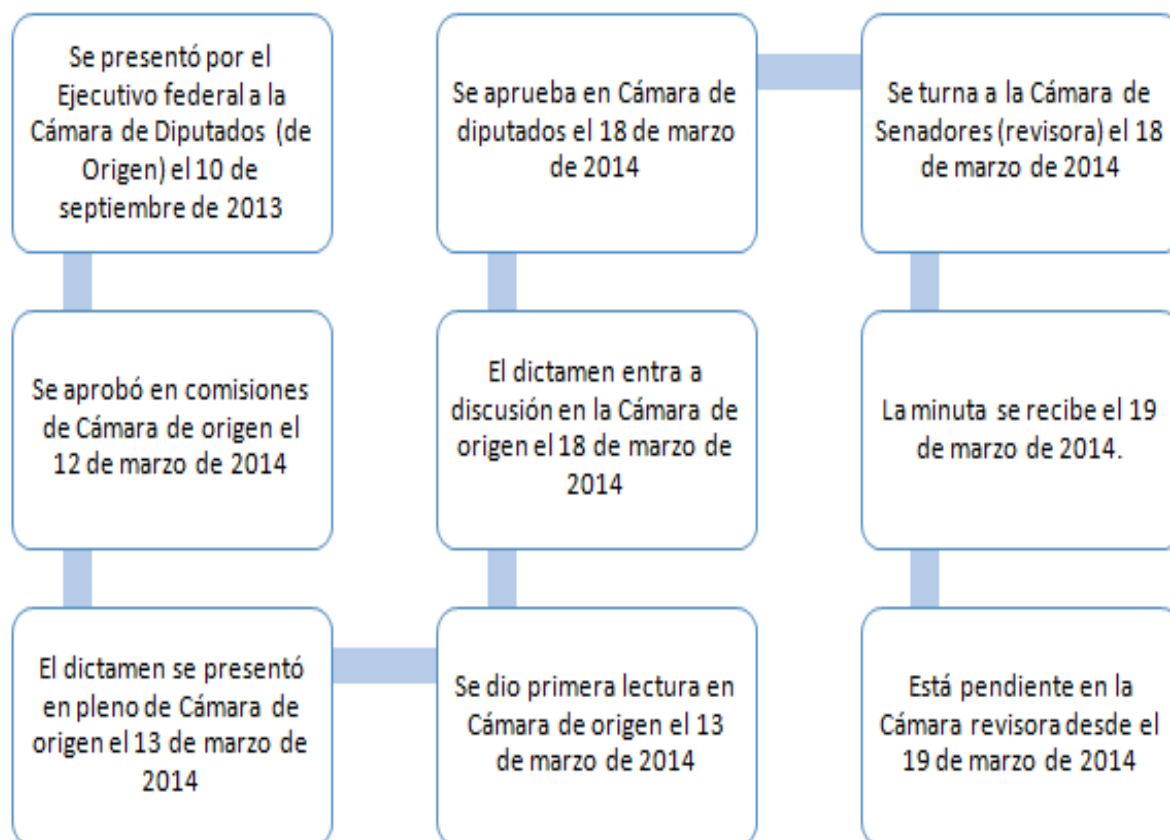 Se presentó por el
Ejecutivo federal a la
Cámara de Diputados (de
Origen) el 10 de
septiembre de 2013
Se aprobó en comisiones
de Cámara de origen el
12 de marzo de 2014
El dictamen se presentó
en pleno de Cámara de
origen el 13 de marzo de
2014
Se dio primera lectura en
Cámara de origen el 13
de marzo de 2014
El dictamen entra a
discusión en la Cámara de
origen el 18 de marzo de
2014
Se aprueba en Cámara de
diputados el 18 de marzo
de 2014
Se turna a la Cámara de
Senadores (revisora) el 18
de marzo de 2014
La minuta se recibe el 19
de marzo de 2014.
Está pendiente en la
Cámara revisora desde el
19 de marzo de 2014